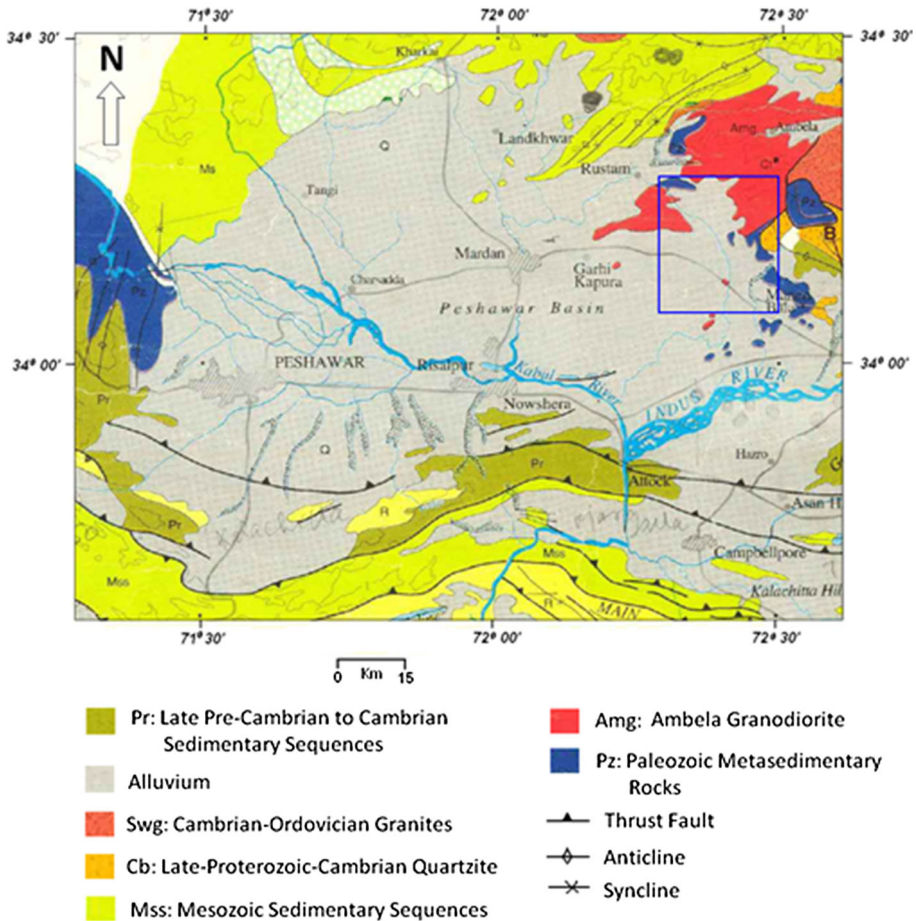 71° 30'
72° 00'
72° 30'
34° 30'
34° 30'
N
Kharkai
Landkhwar
Amg
Ambela
Q
Ms
Rustam
Tangi
Pz
B
Mardan
Garhi
Kapura
Charsadda
Pz
Peshawar Basin
34° 00'
34° 00'
PESHAWAR
Risalpur
Kabul River
INDUS RIVER
Nowshera
Pr
Q
Hazro
Pr
Attock
Asan H
R
Pr
Campbellpore
Mss
Mss
Kalachitta Hil
R
MAIN
71° 30'
72° 00'
72° 30'
0 Km 15
Pr: Late Pre-Cambrian to Cambrian
Sedimentary Sequences
Alluvium
Swg: Cambrian-Ordovician Granites
Cb: Late-Proterozoic-Cambrian Quartzite
Mss: Mesozoic Sedimentary Sequences
Amg: Ambela Granodiorite
Pz: Paleozoic Metasedimentary
Rocks
Thrust Fault
Anticline
Syncline